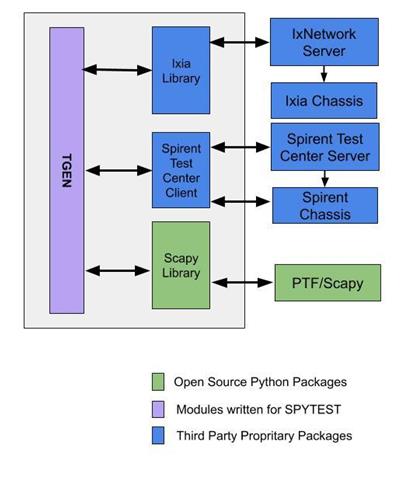 TGEN
Ixia
Library
IxNetwork
Server
Ixia Chassis
Spirent
Test
Center
Client
Spirent Test
Center Server
Spirent
Chassis
Scapy
Library
PTF/Scapy
Open Source Python Packages
Modules written for SPYTEST
Third Party Propritary Packages